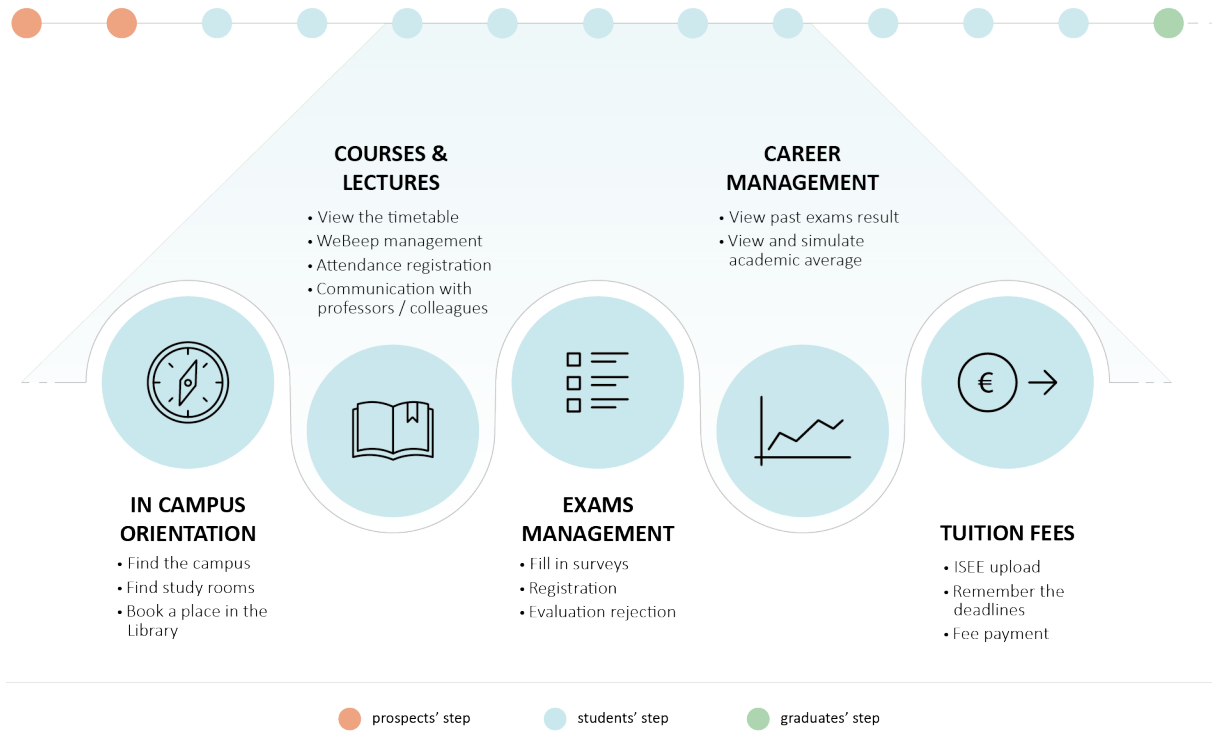 COURSES &
LECTURES
• View the timetable
• WeBeep management
• Attendance registration
• Communication with
professors / colleagues
CAREER
MANAGEMENT
• View past exams result
• View and simulate
academic average
€
IN CAMPUS
ORIENTATION
• Find the campus
• Find study rooms
• Book a place in the
Library
EXAMS
MANAGEMENT
• Fill in surveys
• Registration
• Evaluation rejection
TUITION FEES
• ISEE upload
• Remember the
deadlines
• Fee payment
prospects’ step
students’ step
graduates’ step